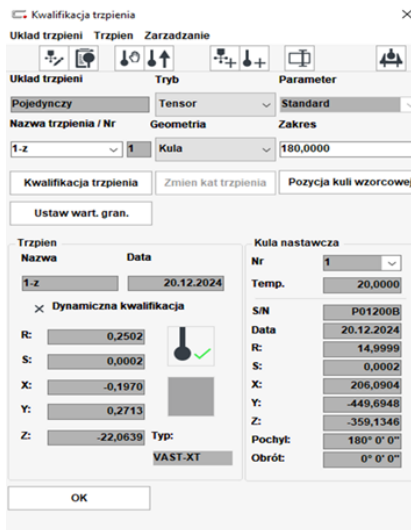 Kwalifikacja trzpienia
Uklad trzpieni Trzpien Zarzadzanie
Uklad trzpieni Tryb Parameter
Pojedynczy Tensor Standard
Nazwa trzpienia / Nr Geometria Zakres
1-z 1 Kula 180,0000
Kwalifikacja trzpienia Zmien kat trzpienia Pozycja kuli wzorcowej
Ustaw wart. gran.
Trzpien Kula nastawcza
Nazwa Data Nr 1
1-z 20.12.2024 Temp. 20,0000
Dynamiczna kwalifikacja S/N P01200B
Data 20.12.2024
R: 0,2502 R: 14,9999
S: 0,0002 S: 0,0002
X: -0,1970 X: 206,0904
Y: 0,2713 Y: -449,6948
Z: -22,0639 Typ: Z: -359,1346
VAST-XT Pochyl: 180° 0' 0"
Obrót: 0° 0' 0"
OK